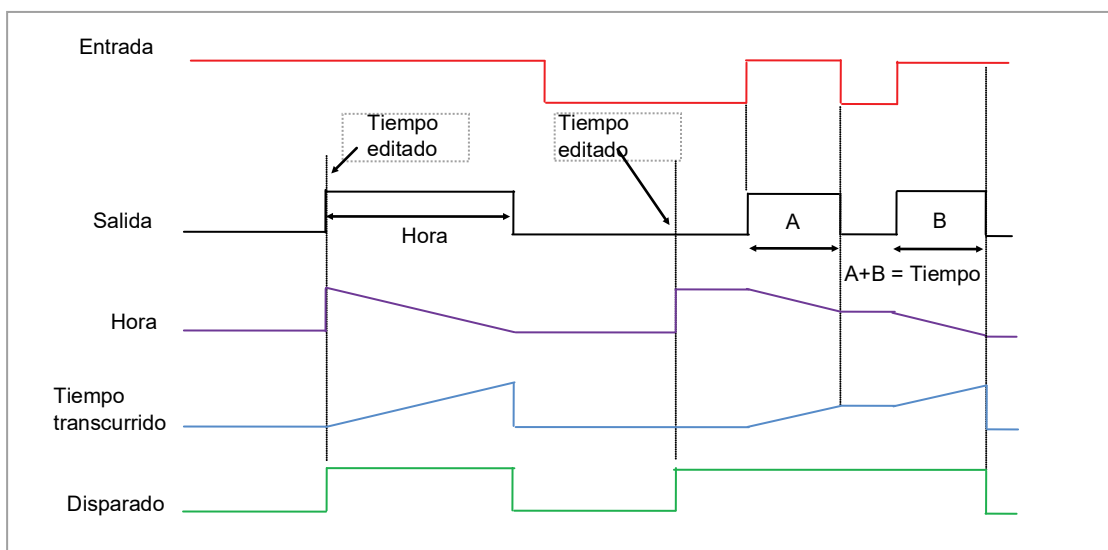 Entrada
Tiempo
editado
Tiempo
editado
Salida
Hora
A
B
A+B = Tiempo
Hora
Tiempo
transcurrido
Disparado